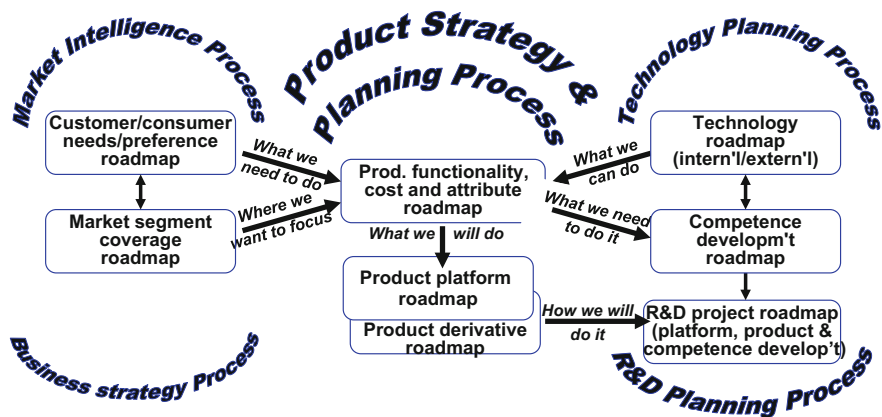 Market Intelligence Process
Product Strategy &
Planning Process
Technology Planning Process
Customer/consumer
needs/preference
roadmap
What we
need to do
Prod. functionality,
cost and attribute
roadmap
What we
can do
Technology
roadmap
(intern'l/extern'l)
Market segment
coverage
roadmap
Where we
want to focus
What we will do
What we need
to do it
Competence
developm't
roadmap
Product platform
roadmap
Product derivative
roadmap
How we will
do it
R&D project roadmap
(platform, product &
competence develop't)
Business strategy Process
R&D Planning Process